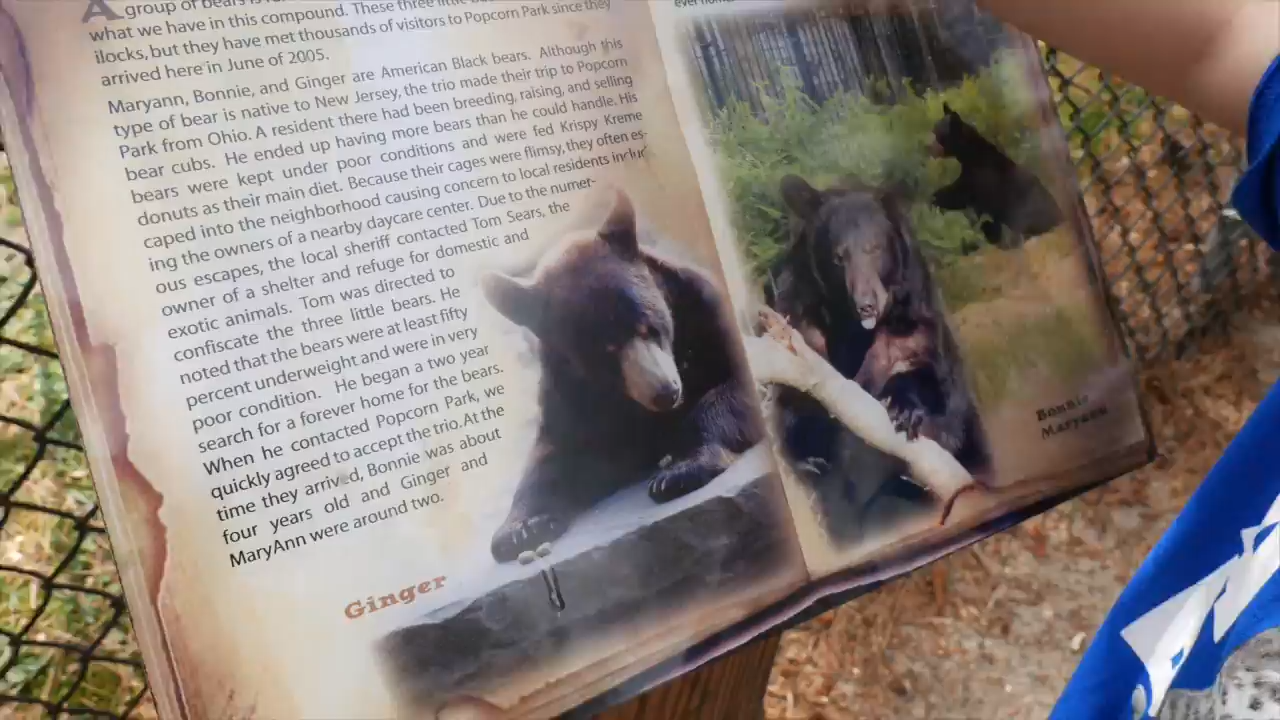 A group of bears is
what we have in this compound. These three little
ilocks, but they have met thousands of visitors to Popcorn Park since they
arrived here in June of 2005.
Maryann, Bonnie, and Ginger are American Black bears. Although this
type of bear is native to New Jersey, the trio made their trip to Popcorn
Park from Ohio. A resident there had been breeding, raising, and selling
bear cubs. He ended up having more bears than he could handle. His
bears were kept under poor conditions and were fed Krispy Kreme
donuts as their main diet. Because their cages were flimsy, they often es-
caped into the neighborhood causing concern to local residents includ
ing the owners of a nearby daycare center. Due to the numer-
ous escapes, the local sheriff contacted Tom Sears, the
owner of a shelter and refuge for domestic and
exotic animals. Tom was directed to
confiscate the three little bears. He
noted that the bears were at least fifty
percent underweight and were in very
poor condition. He began a two year
search for a forever home for the bears.
When he contacted Popcorn Park, we
quickly agreed to accept the trio. At the
time they arrived, Bonnie was about
four years old and Ginger and
MaryAnn were around two.
Ginger
Bonnie
Maryann